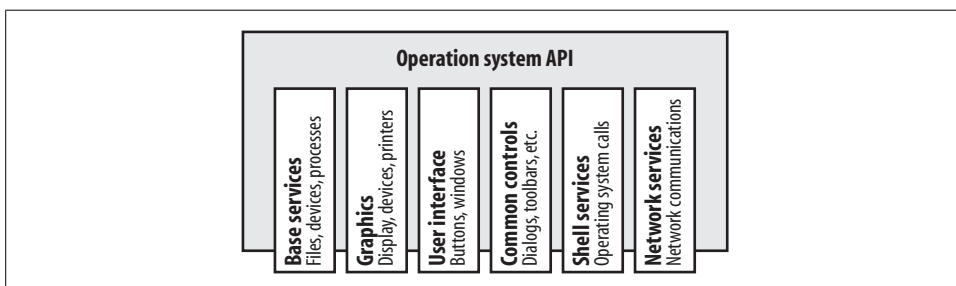 Operation system API
Base services
Files, devices, processes
Graphics
Display, devices, printers
User interface
Buttons, windows
Common controls
Dialogs, toolbars, etc.
Shell services
Operating system calls
Network services
Network communications